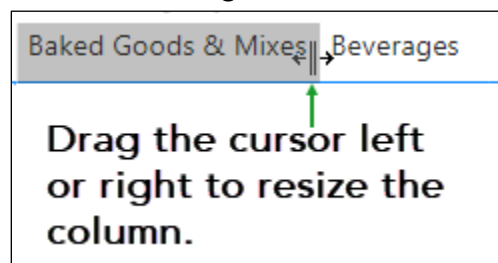 Baked Goods & Mixes Beverages
Drag the cursor left
or right to resize the
column.